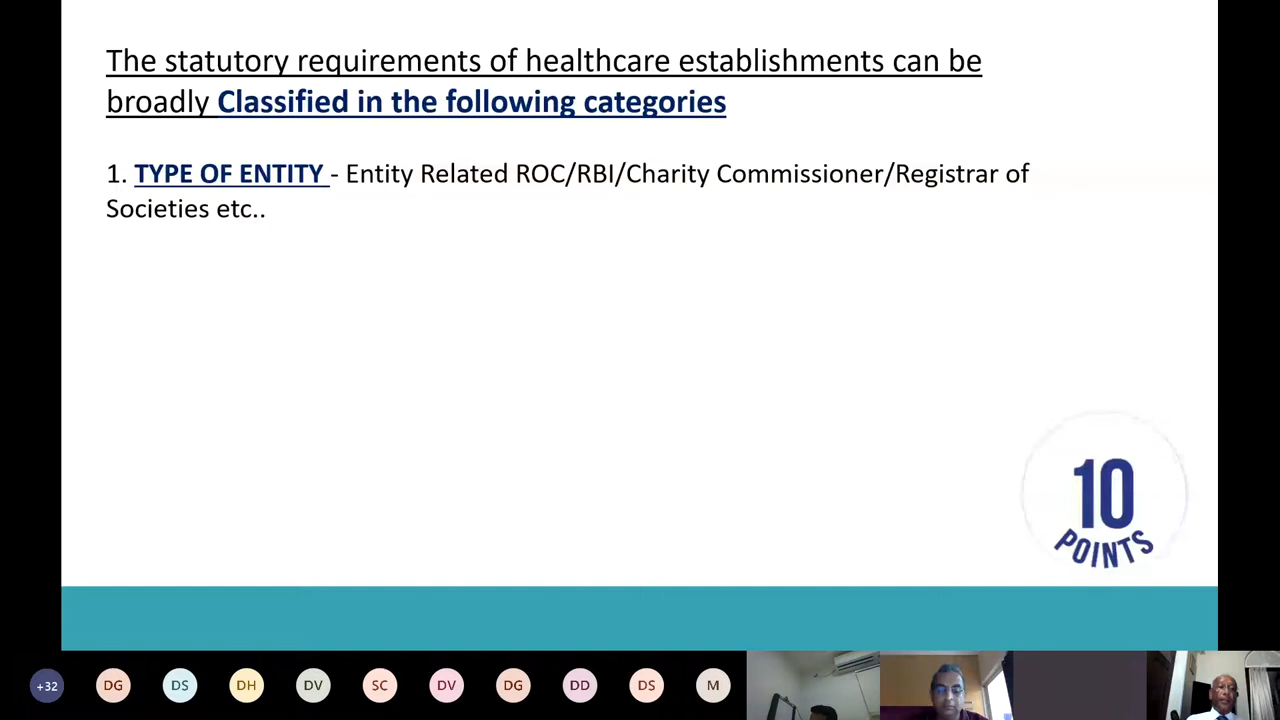 The statutory requirements of healthcare establishments can be
broadly Classified in the following categories
1. TYPE OF ENTITY - Entity Related ROC/RBI/Charity Commissioner/Registrar of
Societies etc..
10
POINTS
+32 DG DS DH DV SC DV DG DD DS M